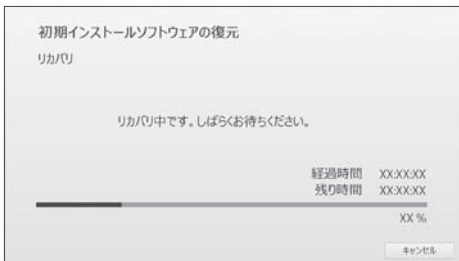 初期インストールソフトウェアの復元
リカバリ
リカバリ中です。しばらくお待ちください。
経過時間 XX:XX:XX
残り時間 XX:XX:XX
XX %
キャンセル